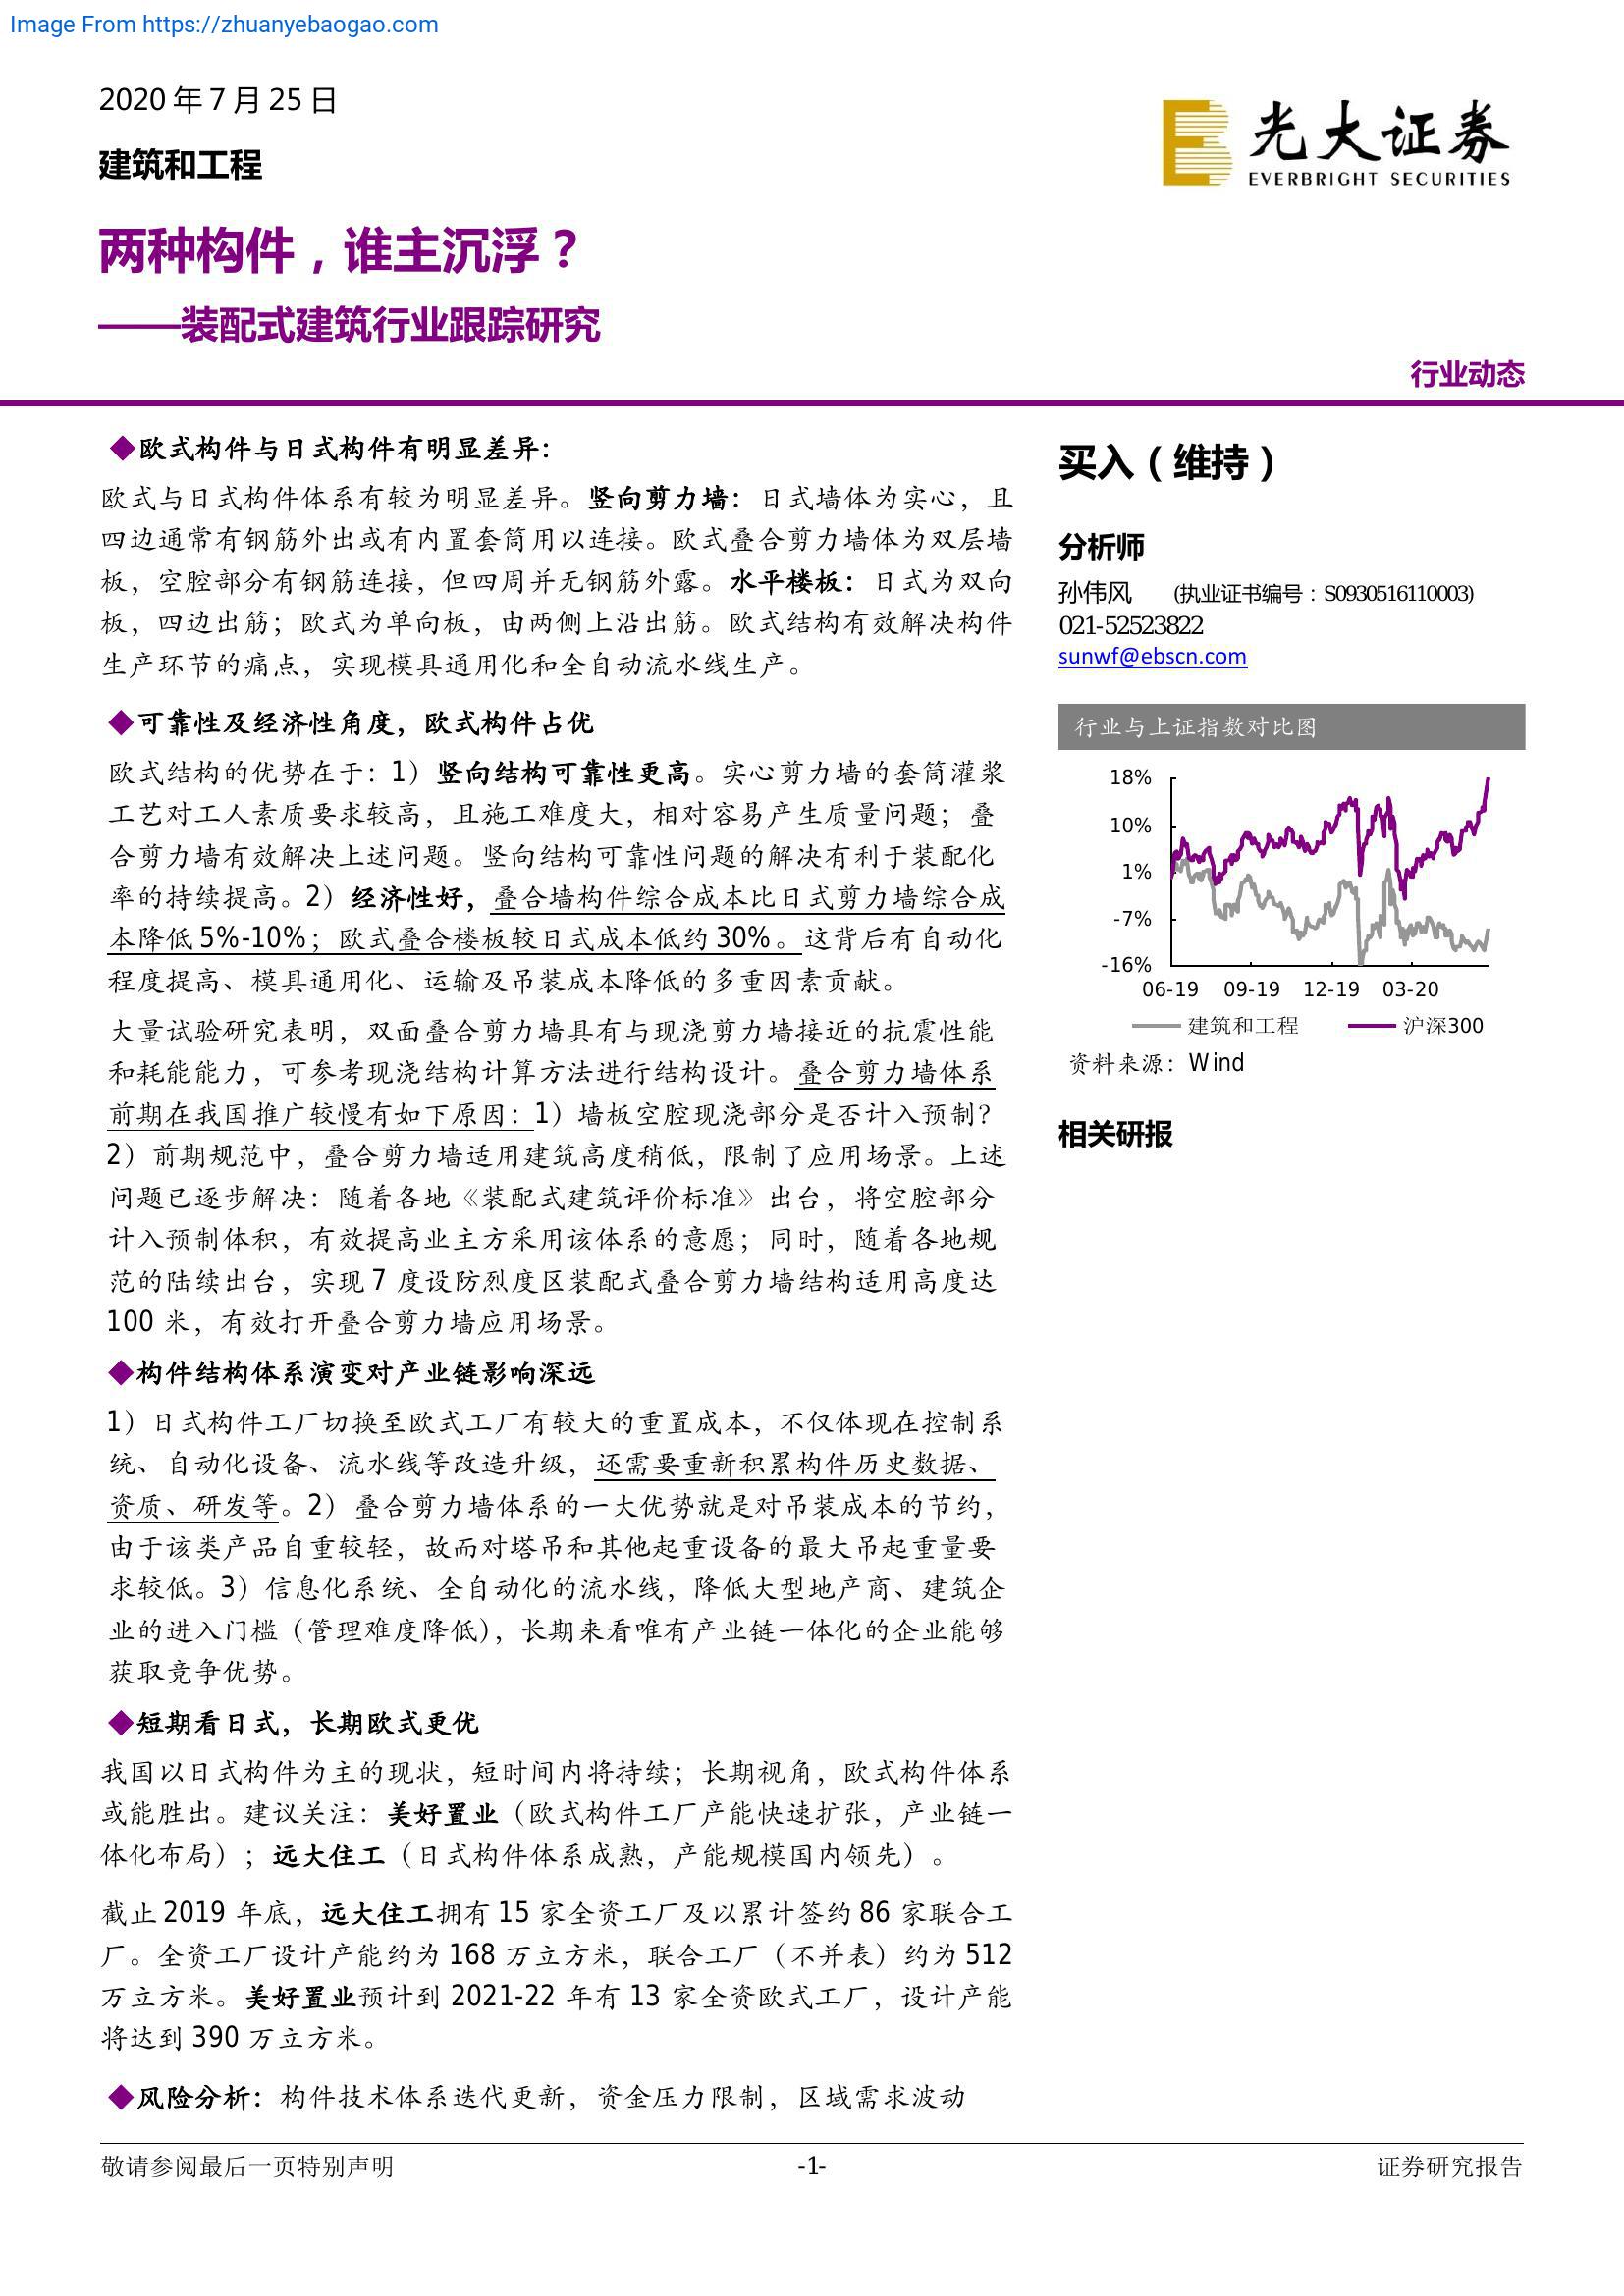 Image From https://zhuanyebaogao.com
2020 年 7 月 25 日
建筑和工程
光大证券
EVERBRIGHT SECURITIES
两种构件，谁主沉浮？
——装配式建筑行业跟踪研究
行业动态
◆欧式构件与日式构件有明显差异：
欧式与日式构件体系有较为明显差异。竖向剪力墙：日式墙体为实心，且
四边通常有钢筋外出或有内置套筒用以连接。欧式叠合剪力墙体为双层墙
板，空腔部分有钢筋连接，但四周并无钢筋外露。水平楼板：日式为双向
板，四边出筋；欧式为单向板，由两侧上沿出筋。欧式结构有效解决构件
生产环节的痛点，实现模具通用化和全自动流水线生产。
◆可靠性及经济性角度，欧式构件占优
欧式结构的优势在于：1）竖向结构可靠性更高。实心剪力墙的套筒灌浆
工艺对工人素质要求较高，且施工难度大，相对容易产生质量问题；叠
合剪力墙有效解决上述问题。竖向结构可靠性问题的解决有利于装配化
率的持续提高。2）经济性好，叠合墙构件综合成本比日式剪力墙综合成
本降低 5%-10%；欧式叠合楼板较日式成本低约 30%。这背后有自动化
程度提高、模具通用化、运输及吊装成本降低的多重因素贡献。
大量试验研究表明，双面叠合剪力墙具有与现浇剪力墙接近的抗震性能
和耗能能力，可参考现浇结构计算方法进行结构设计。叠合剪力墙体系
前期在我国推广较慢有如下原因：1）墙板空腔现浇部分是否计入预制？
2）前期规范中，叠合剪力墙适用建筑高度稍低，限制了应用场景。上述
问题已逐步解决：随着各地《装配式建筑评价标准》出台，将空腔部分
计入预制体积，有效提高业主方采用该体系的意愿；同时，随着各地规
范的陆续出台，实现 7 度设防烈度区装配式叠合剪力墙结构适用高度达
100 米，有效打开叠合剪力墙应用场景。
◆构件结构体系演变对产业链影响深远
1）日式构件工厂切换至欧式工厂有较大的重置成本，不仅体现在控制系
统、自动化设备、流水线等改造升级，还需要重新积累构件历史数据、
资质、研发等。2）叠合剪力墙体系的一大优势就是对吊装成本的节约，
由于该类产品自重较轻，故而对塔吊和其他起重设备的最大吊起重量要
求较低。3）信息化系统、全自动化的流水线，降低大型地产商、建筑企
业的进入门槛（管理难度降低），长期来看唯有产业链一体化的企业能够
获取竞争优势。
◆短期看日式，长期欧式更优
我国以日式构件为主的现状，短时间内将持续；长期视角，欧式构件体系
或能胜出。建议关注：美好置业（欧式构件工厂产能快速扩张，产业链一
体化布局）；远大住工（日式构件体系成熟，产能规模国内领先）。
截止 2019 年底，远大住工拥有 15 家全资工厂及以累计签约 86 家联合工
厂。全资工厂设计产能约为 168 万立方米，联合工厂（不并表）约为 512
万立方米。美好置业预计到 2021-22 年有 13 家全资欧式工厂，设计产能
将达到 390 万立方米。
◆风险分析：构件技术体系迭代更新，资金压力限制，区域需求波动
买入（维持）
分析师
孙伟风 (执业证书编号：S0930516110003)
021-52523822
sunwf@ebscn.com
行业与上证指数对比图
18%
10%
1%
-7%
-16%
06-19 09-19 12-19 03-20
建筑和工程 沪深300
资料来源：Wind
相关研报
敬请参阅最后一页特别声明 -1- 证券研究报告